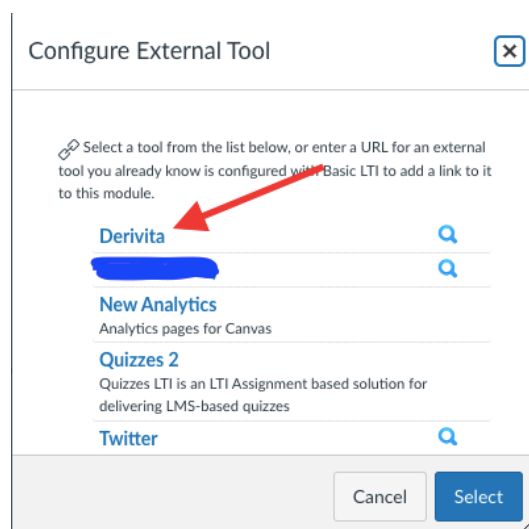 Configure External Tool
Select a tool from the list below, or enter a URL for an external
tool you already know is configured with Basic LTI to add a link to it
to this module.
Derivita
New Analytics
Analytics pages for Canvas
Quizzes 2
Quizzes LTI is an LTI Assignment based solution for
delivering LMS-based quizzes
Twitter
Cancel Select